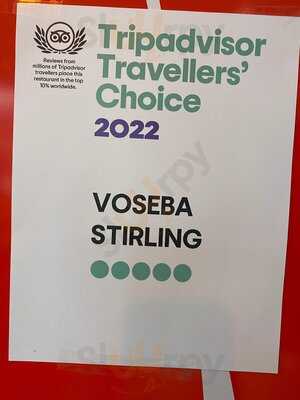 Tripadvisor
Travellers'
Choice
2022
Reviews from
millions of Tripadvisor
travellers place this
restaurant in the top
10% worldwide.
VOSEBA
STIRLING